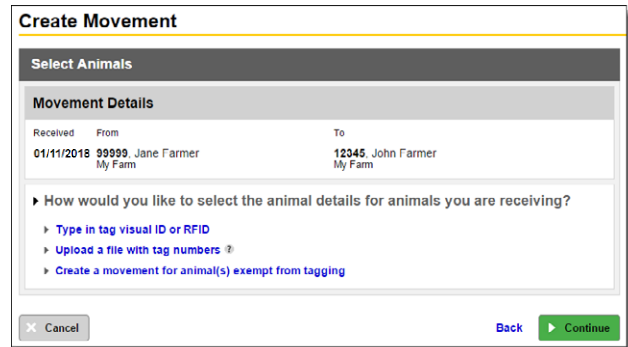 Create Movement
Select Animals
Movement Details
Received From To
01/11/2018 99999, Jane Farmer 12345, John Farmer
My Farm My Farm
How would you like to select the animal details for animals you are receiving?
Type in tag visual ID or RFID
Upload a file with tag numbers ?
Create a movement for animal(s) exempt from tagging
Cancel Back Continue